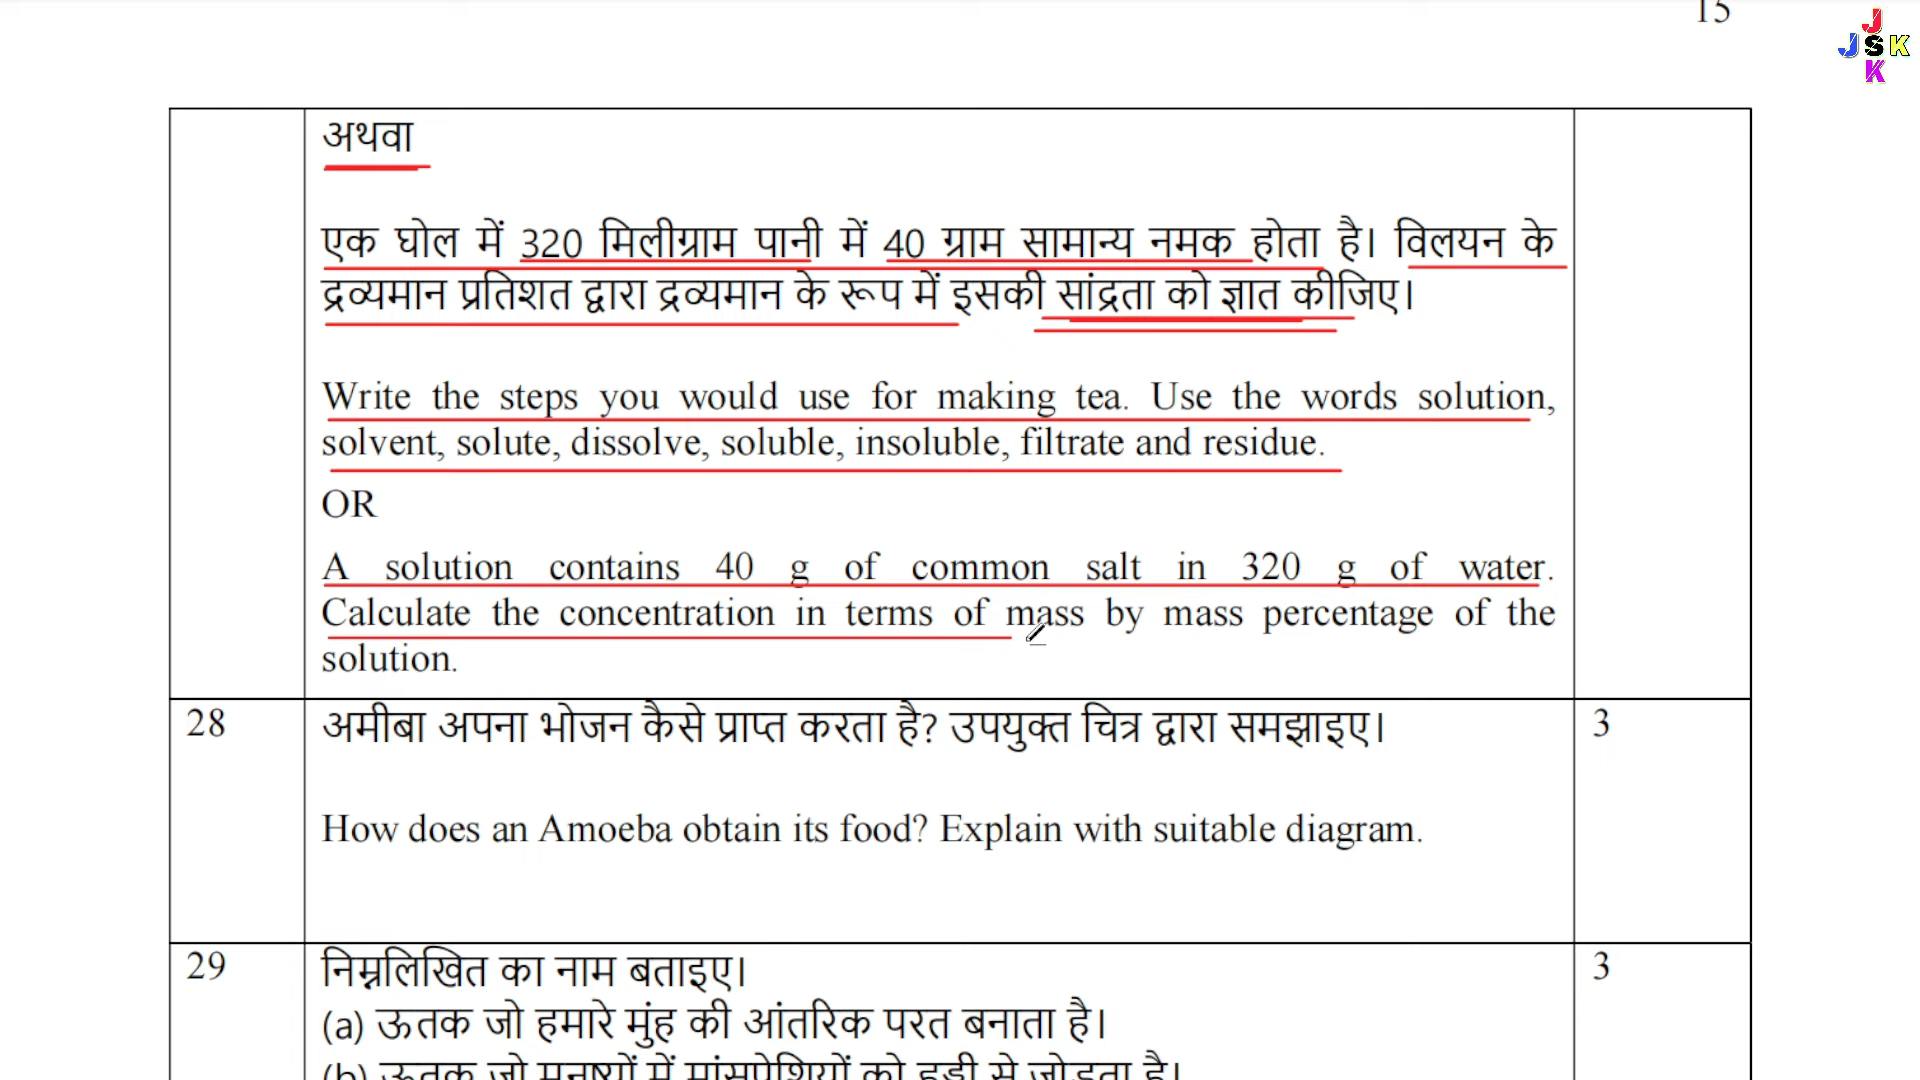 15
J
J S K
K
अथवा
एक घोल में 320 मिलीग्राम पानी में 40 ग्राम सामान्य नमक होता है। विलयन के
द्रव्यमान प्रतिशत द्वारा द्रव्यमान के रूप में इसकी सांद्रता को ज्ञात कीजिए।
Write the steps you would use for making tea. Use the words solution,
solvent, solute, dissolve, soluble, insoluble, filtrate and residue.
OR
A solution contains 40 g of common salt in 320 g of water.
Calculate the concentration in terms of mass by mass percentage of the
solution.
28 अमीबा अपना भोजन कैसे प्राप्त करता है? उपयुक्त चित्र द्वारा समझाइए। 3
How does an Amoeba obtain its food? Explain with suitable diagram.
29 निम्नलिखित का नाम बताइए। 3
(a) ऊतक जो हमारे मुंह की आंतरिक परत बनाता है।
(b) ऊतक जो मनुष्यों में मांसपेशियों को हड्डी से जोड़ता है।